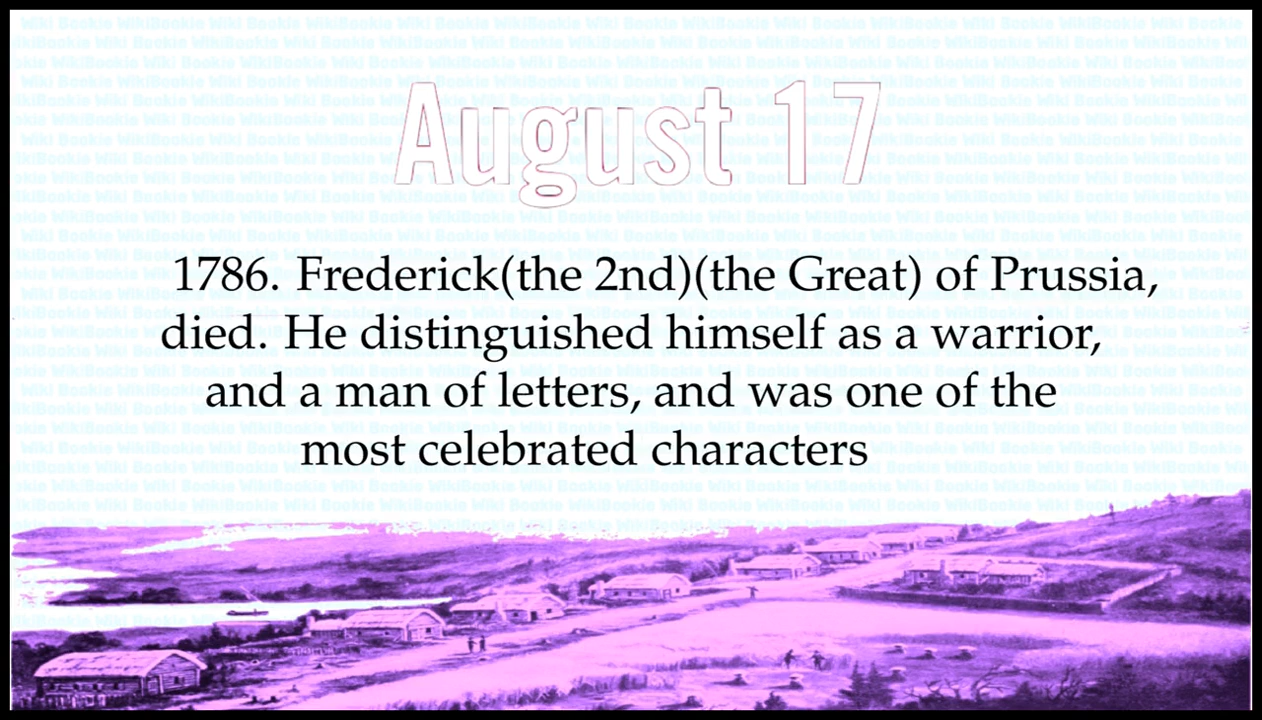 August 17
1786. Frederick(the 2nd)(the Great) of Prussia,
died. He distinguished himself as a warrior,
and a man of letters, and was one of the
most celebrated characters